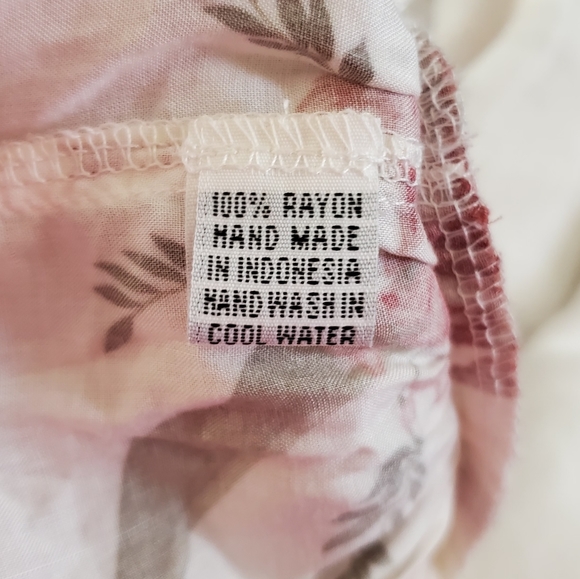 100% RAYON
HAND MADE
IN INDONESIA
HAND WASH IN
COOL WATER